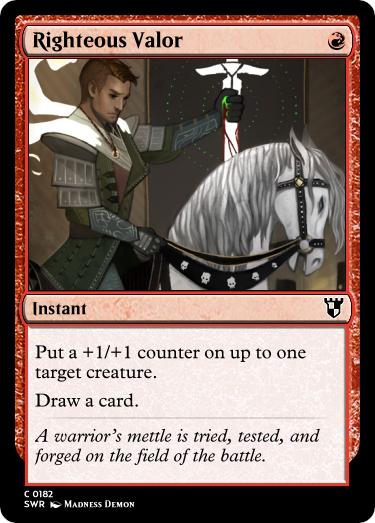 Righteous Valor
Instant
Put a +1/+1 counter on up to one
target creature.
Draw a card.
A warrior's mettle is tried, tested, and
forged on the field of the battle.
C 0182
SWR Madness Demon